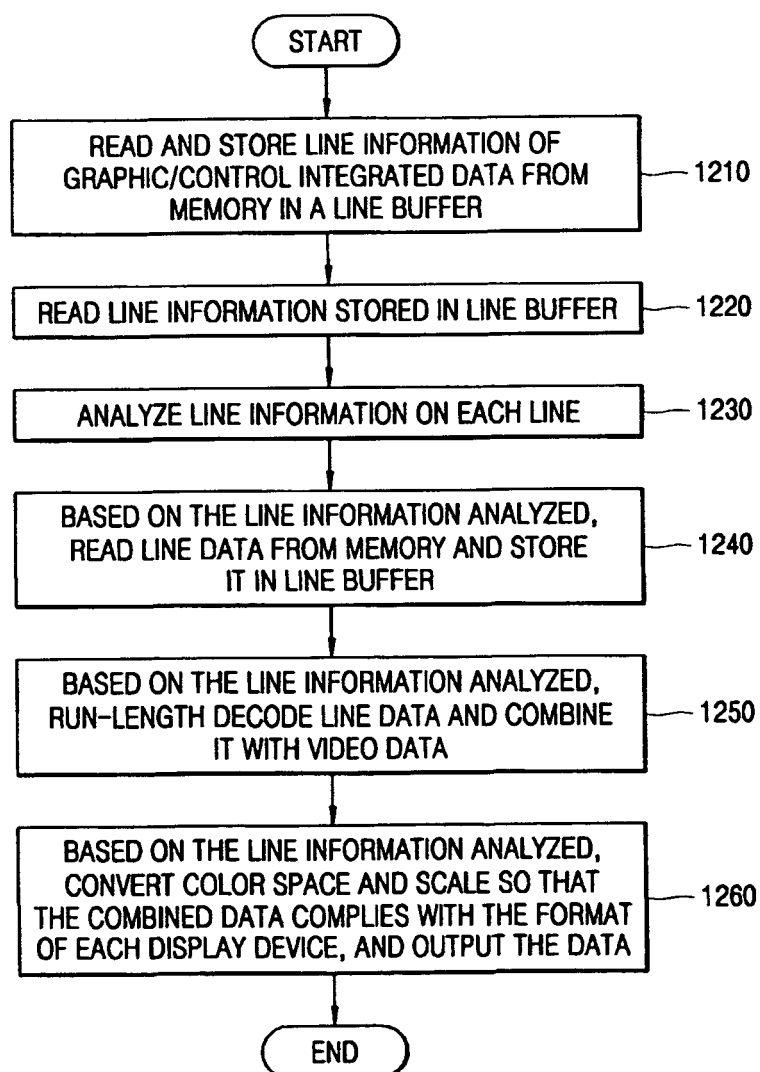 START
READ AND STORE LINE INFORMATION OF
GRAPHIC/CONTROL INTEGRATED DATA FROM
MEMORY IN A LINE BUFFER
1210
READ LINE INFORMATION STORED IN LINE BUFFER
1220
ANALYZE LINE INFORMATION ON EACH LINE
1230
BASED ON THE LINE INFORMATION ANALYZED,
READ LINE DATA FROM MEMORY AND STORE
IT IN LINE BUFFER
1240
BASED ON THE LINE INFORMATION ANALYZED,
RUN-LENGTH DECODE LINE DATA AND COMBINE
IT WITH VIDEO DATA
1250
BASED ON THE LINE INFORMATION ANALYZED,
CONVERT COLOR SPACE AND SCALE SO THAT
THE COMBINED DATA COMPLIES WITH THE FORMAT
OF EACH DISPLAY DEVICE, AND OUTPUT THE DATA
1260
END